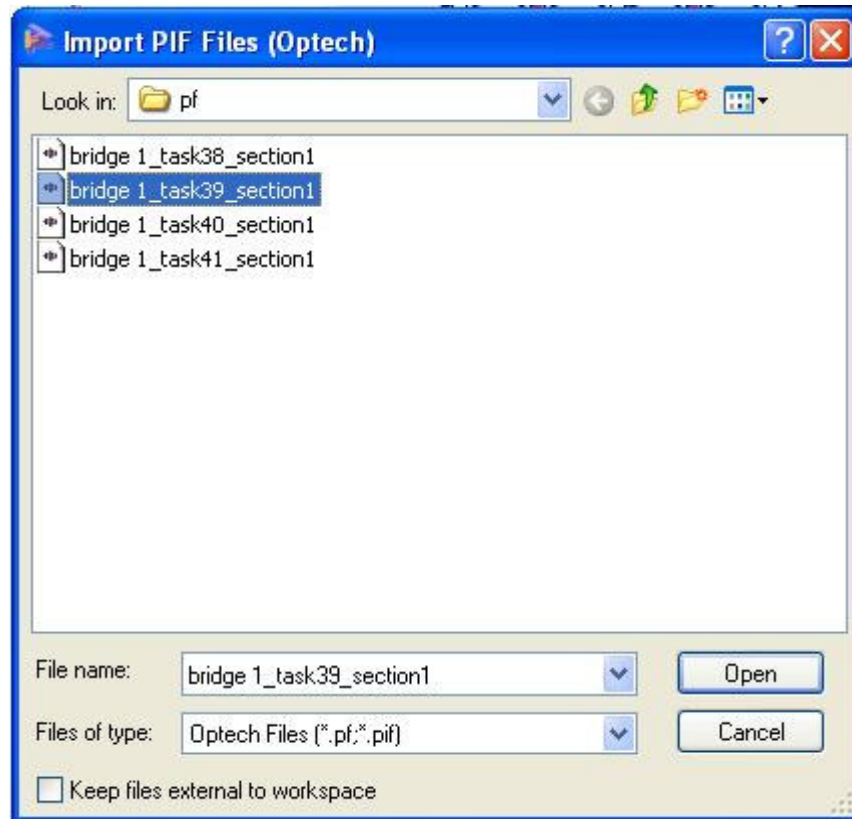 Import PIF Files (Optech)
Look in: pf
bridge 1_task38_section1
bridge 1_task39_section1
bridge 1_task40_section1
bridge 1_task41_section1
File name: bridge 1_task39_section1 Open
Files of type: Optech Files (*.pf;*.pif) Cancel
Keep files external to workspace